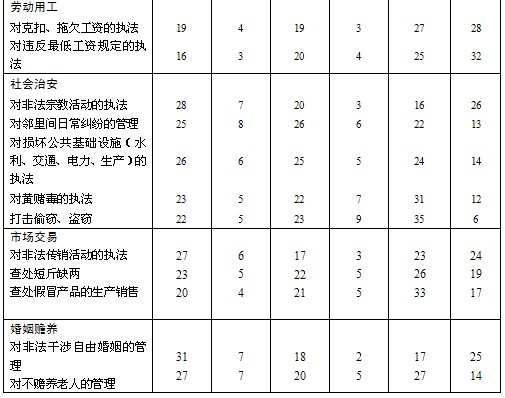 劳动用工
对克扣、拖欠工资的执法 19 4 19 3 27 28
对违反最低工资规定的执
法 16 3 20 4 25 32
社会治安
对非法宗教活动的执法 28 7 20 3 16 26
对邻里间日常纠纷的管理 25 8 26 6 22 13
对损坏公共基础设施（水
利、交通、电力、生产）的 26 6 25 5 24 14
执法
对黄赌毒的执法 23 5 22 7 31 12
打击偷窃、盗窃 22 5 23 9 35 6
市场交易
对非法传销活动的执法 27 6 17 3 23 24
查处短斤缺两 23 5 22 5 26 19
查处假冒产品的生产销售 20 4 21 5 33 17
婚姻赡养
对非法干涉自由婚姻的管 31 7 18 2 17 25
理
对不赡养老人的管理 27 7 20 5 27 14